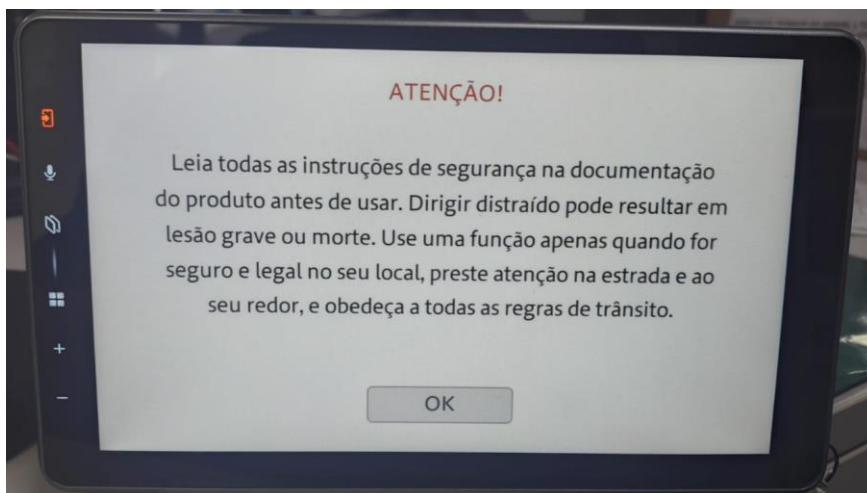 ATENÇÃO!
Leia todas as instruções de segurança na documentação
do produto antes de usar. Dirigir distraído pode resultar em
lesão grave ou morte. Use uma função apenas quando for
seguro e legal no seu local, preste atenção na estrada e ao
seu redor, e obedeça a todas as regras de trânsito.
OK
+
−